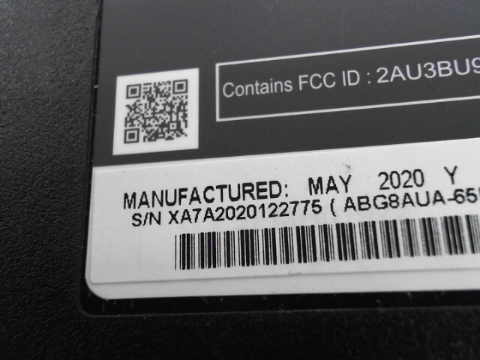 Contains FCC ID : 2AU3BU9
MANUFACTURED: MAY 2020 Y
S/N XA7A2020122775 ( ABG8AUA-65